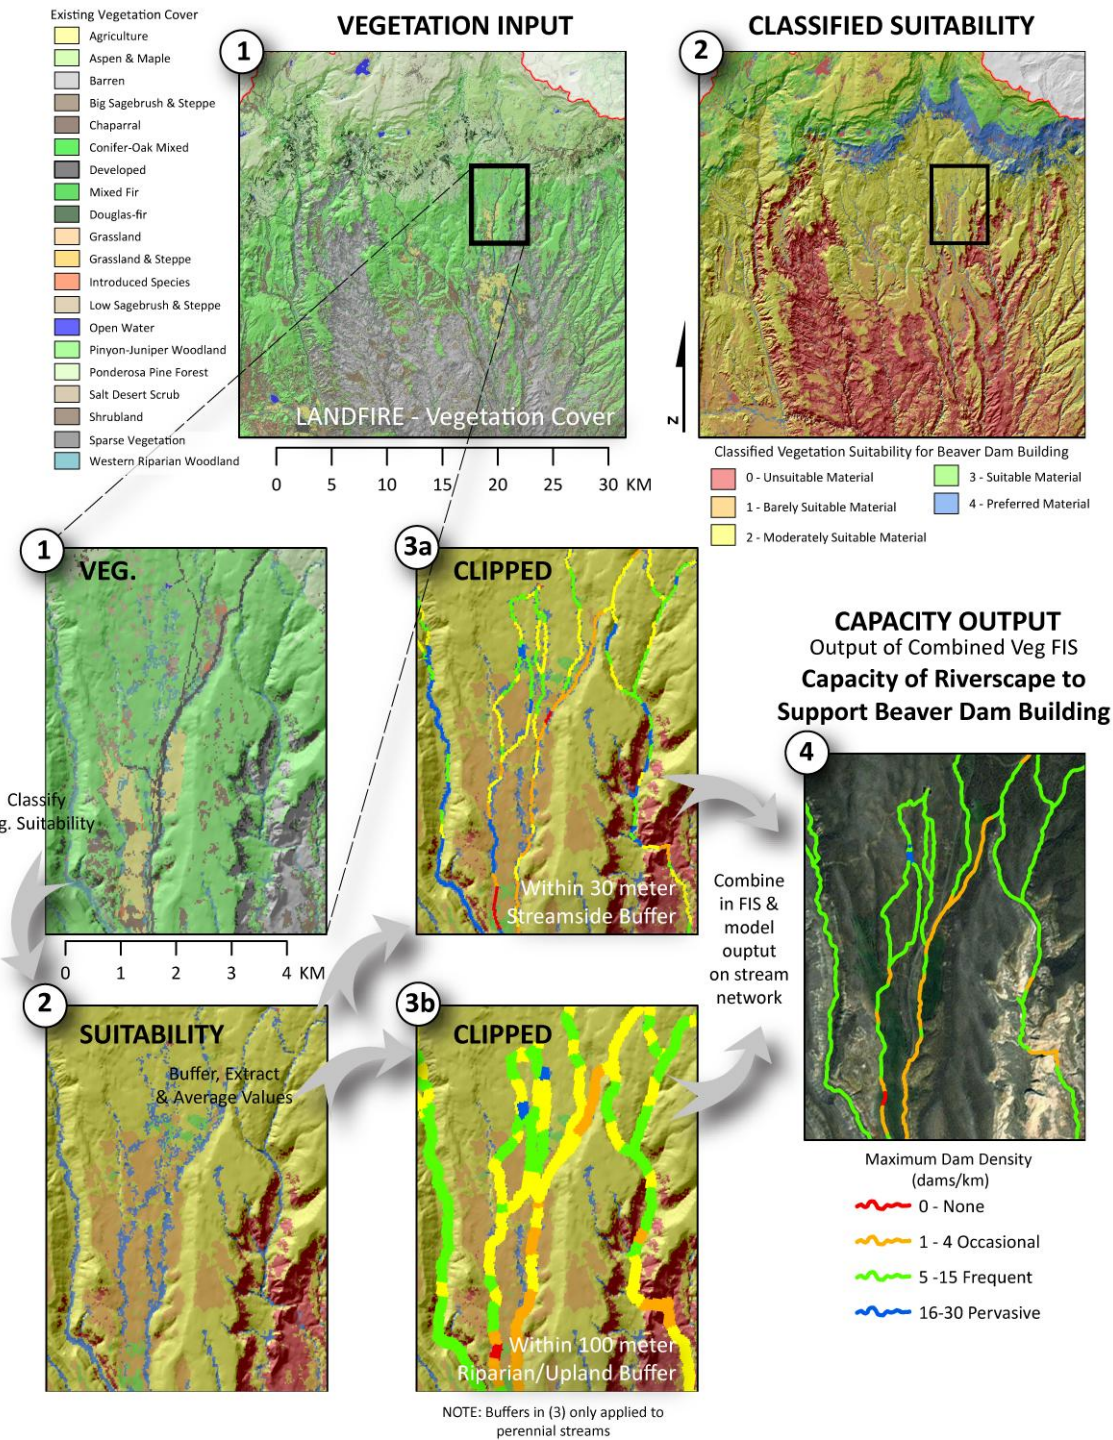 Existing Vegetation Cover
Agriculture
Aspen & Maple
Barren
Big Sagebrush & Steppe
Chaparral
Conifer-Oak Mixed
Developed
Mixed Fir
Douglas-fir
Grassland
Grassland & Steppe
Introduced Species
Low Sagebrush & Steppe
Open Water
Pinyon-Juniper Woodland
Ponderosa Pine Forest
Salt Desert Scrub
Shrubland
Sparse Vegetation
Western Riparian Woodland
VEGETATION INPUT
1
LANDFIRE - Vegetation Cover
0 5 10 15 20 25 30 KM
CLASSIFIED SUITABILITY
2
N
Classified Vegetation Suitability for Beaver Dam Building
0 - Unsuitable Material
1 - Barely Suitable Material
2 - Moderately Suitable Material
3 - Suitable Material
4 - Preferred Material
1
VEG.
Classify
g. Suitability
0 1 2 3 4 KM
2
SUITABILITY
Buffer, Extract
& Average Values
3a
CLIPPED
Within 30 meter
Streamside Buffer
3b
CLIPPED
Within 100 meter
Riparian/Upland Buffer
NOTE: Buffers in (3) only applied to
perennial streams
Combine
in FIS &
model
ouptut
on stream
network
CAPACITY OUTPUT
Output of Combined Veg FIS
Capacity of Riverscape to
Support Beaver Dam Building
4
Maximum Dam Density
(dams/km)
0 - None
1 - 4 Occasional
5 -15 Frequent
16-30 Pervasive